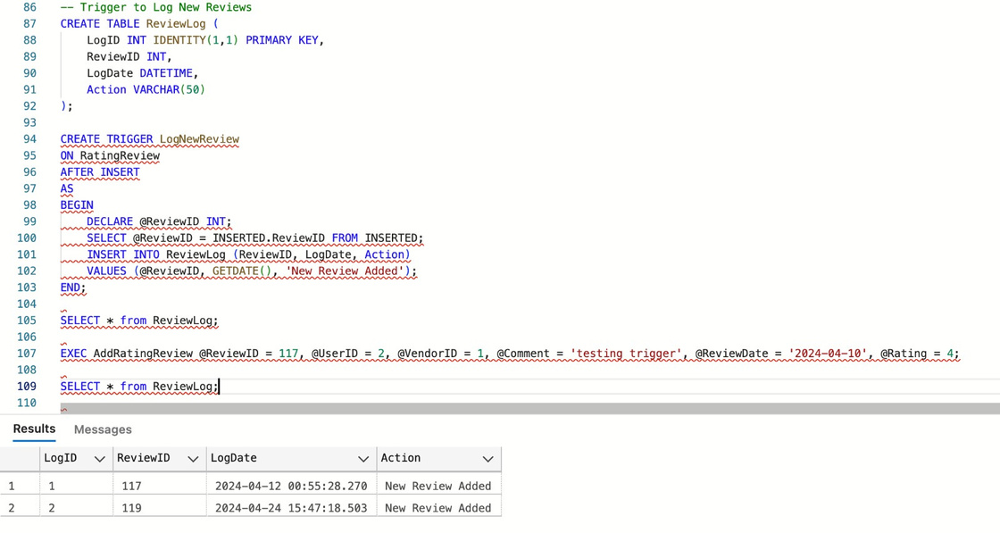 86 -- Trigger to Log New Reviews
87 CREATE TABLE ReviewLog (
88 LogID INT IDENTITY(1,1) PRIMARY KEY,
89 ReviewID INT,
90 LogDate DATETIME,
91 Action VARCHAR(50)
92 );
93
94 CREATE TRIGGER LogNewReview
95 ON RatingReview
96 AFTER INSERT
97 AS
98 BEGIN
99 DECLARE @ReviewID INT;
100 SELECT @ReviewID = INSERTED.ReviewID FROM INSERTED;
101 INSERT INTO ReviewLog (ReviewID, LogDate, Action)
102 VALUES (@ReviewID, GETDATE(), 'New Review Added');
103 END;
104
105 SELECT * from ReviewLog;
106
107 EXEC AddRatingReview @ReviewID = 117, @UserID = 2, @VendorID = 1, @Comment = 'testing trigger', @ReviewDate = '2024-04-10', @Rating = 4;
108
109 SELECT * from ReviewLog;
110
Results Messages
LogID ReviewID LogDate Action
1 1 117 2024-04-12 00:55:28.270 New Review Added
2 2 119 2024-04-24 15:47:18.503 New Review Added